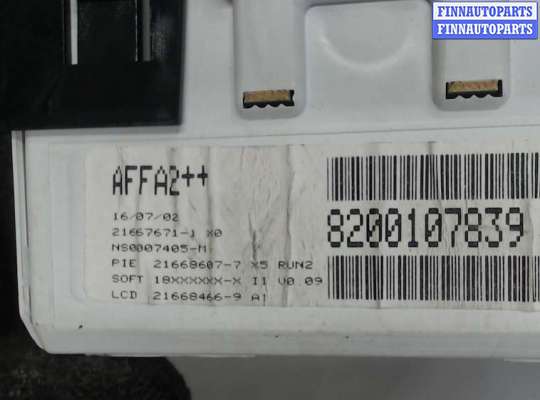 FINNAUTOPARTS
FINNAUTOPARTS
AFFA2++
16/07/02
21667671-1 X0
NS0007405-M
PIE 21668607-7 X5 RUN2
SOFT 18XXXXXX-X II V0.09
LCD 21668466-9 A1
8200107839